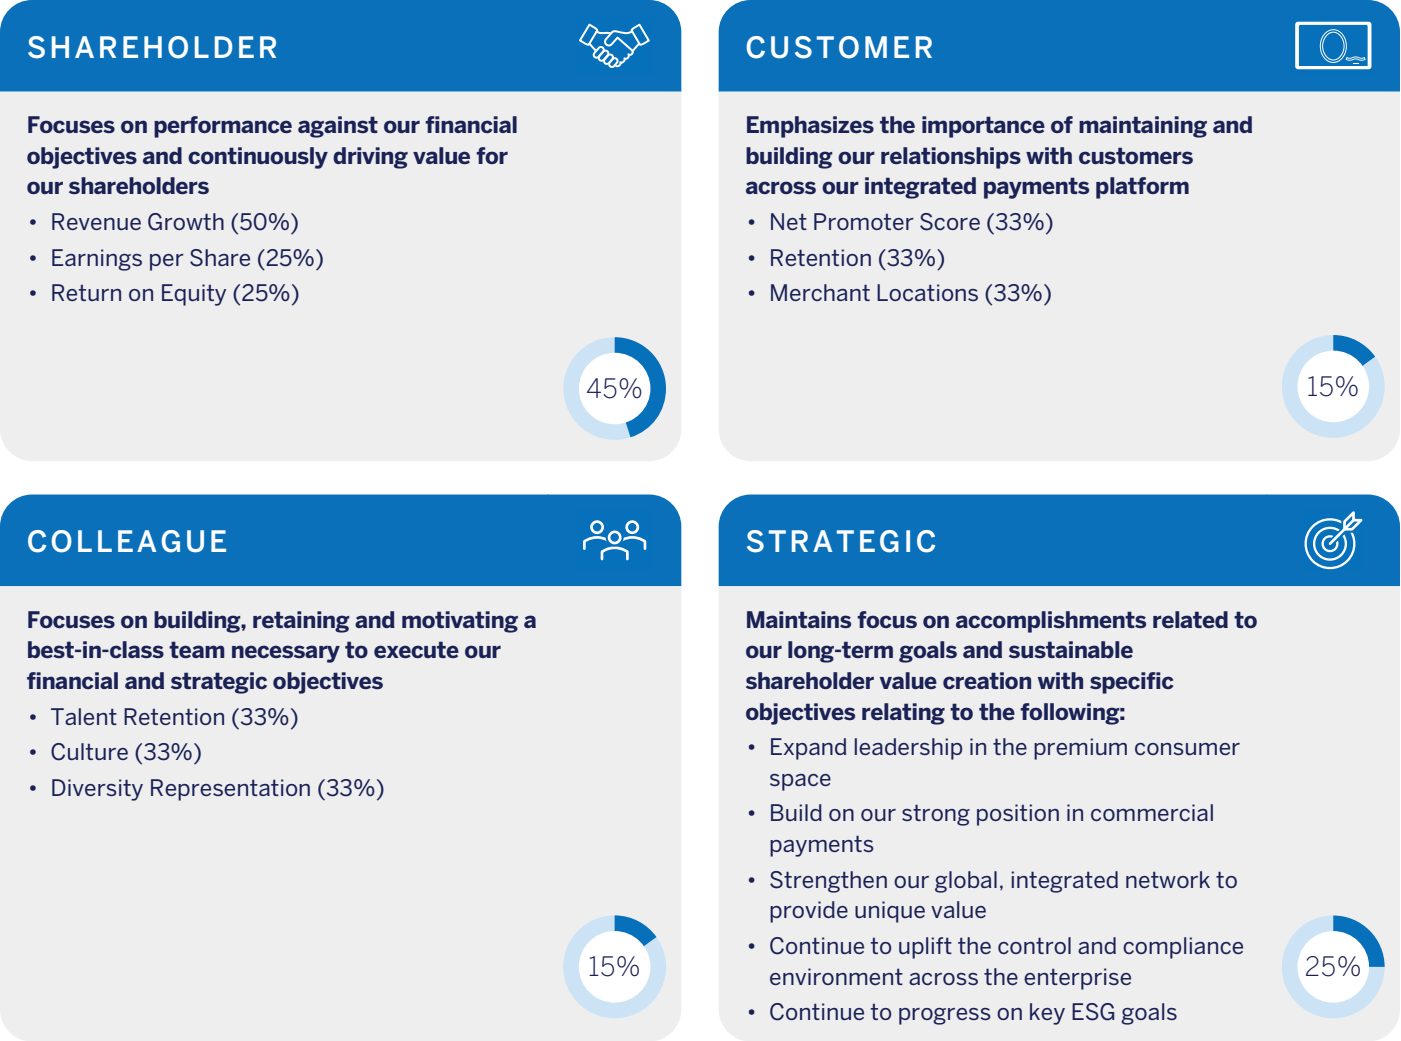 SHAREHOLDER
Focuses on performance against our financial
objectives and continuously driving value for
our shareholders
• Revenue Growth (50%)
• Earnings per Share (25%)
• Return on Equity (25%)
45%
CUSTOMER
Emphasizes the importance of maintaining and
building our relationships with customers
across our integrated payments platform
• Net Promoter Score (33%)
• Retention (33%)
• Merchant Locations (33%)
15%
COLLEAGUE
Focuses on building, retaining and motivating a
best-in-class team necessary to execute our
financial and strategic objectives
• Talent Retention (33%)
• Culture (33%)
• Diversity Representation (33%)
15%
STRATEGIC
Maintains focus on accomplishments related to
our long-term goals and sustainable
shareholder value creation with specific
objectives relating to the following:
• Expand leadership in the premium consumer
space
• Build on our strong position in commercial
payments
• Strengthen our global, integrated network to
provide unique value
• Continue to uplift the control and compliance
environment across the enterprise
• Continue to progress on key ESG goals
25%